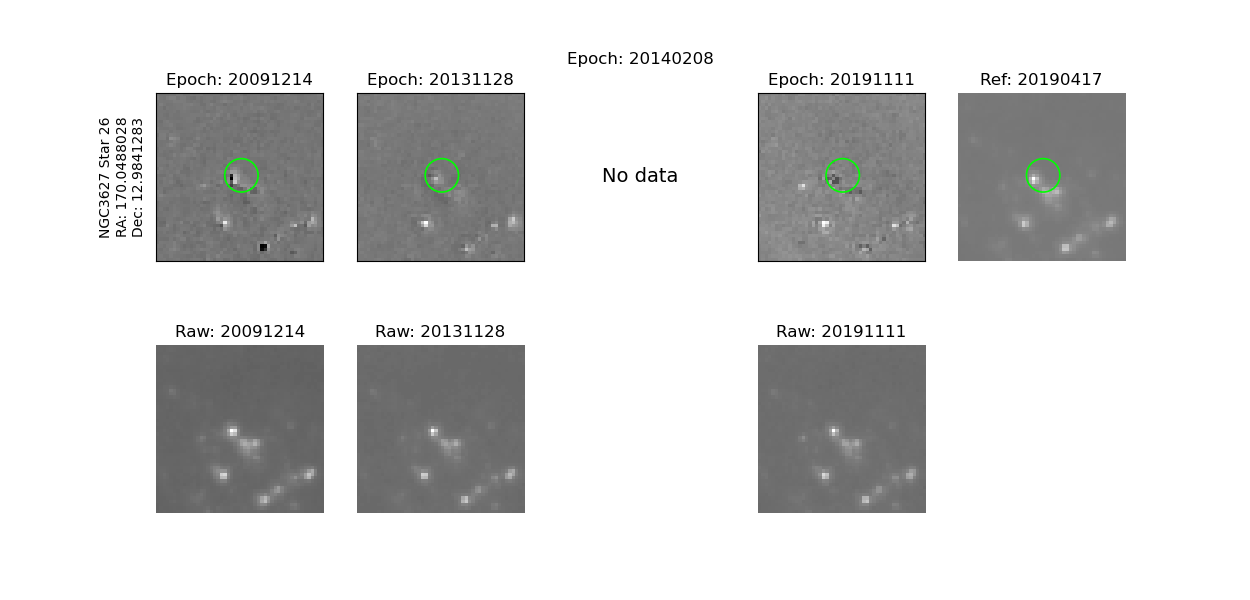 Epoch: 20140208
Epoch: 20091214
Epoch: 20131128
Epoch: 20191111
Ref: 20190417
NGC3627 Star 26
RA: 170.0488028
Dec: 12.9841283
No data
Raw: 20091214
Raw: 20131128
Raw: 20191111